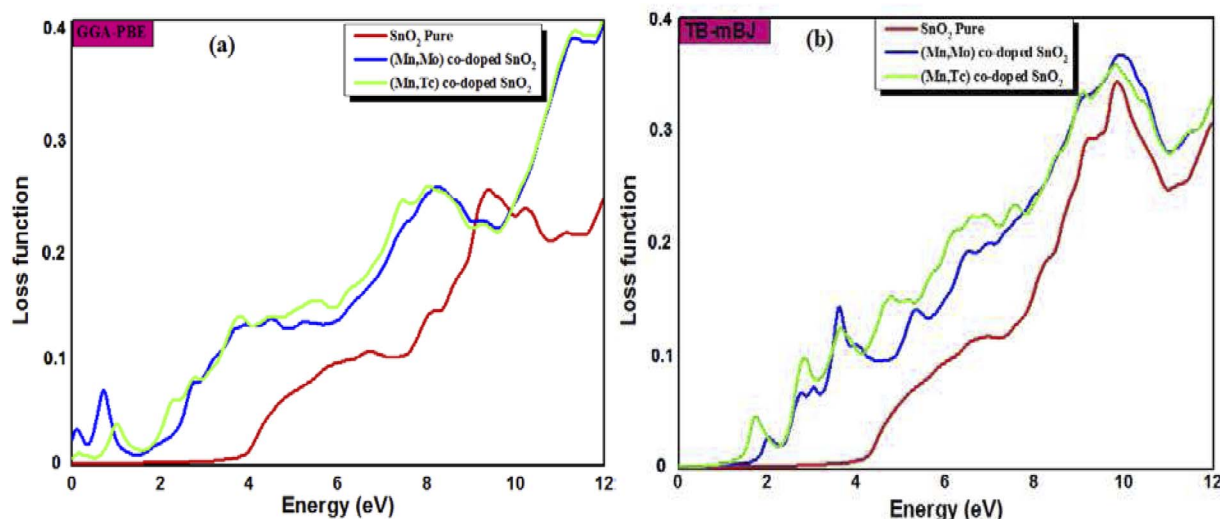 GGA-PBE
(a)
SnO₂ Pure
(Mn,Mo) co-doped SnO₂
(Mn,Tc) co-doped SnO₂
0.4
0.3
0.2
0.1
0
Loss function
0 2 4 6 8 10 12
Energy (eV)
TB-mBJ
(b)
SnO₂ Pure
(Mn,Mo) co-doped SnO₂
(Mn,Tc) co-doped SnO₂
0.4
0.3
0.2
0.1
0
Loss function
0 2 4 6 8 10 12
Energy (eV)